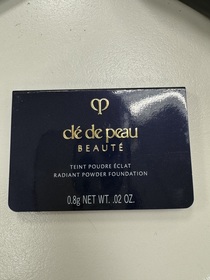 clé de peau
BEAUTÉ
TEINT POUDRE ÉCLAT
RADIANT POWDER FOUNDATION
0.8g NET WT. .02 OZ.